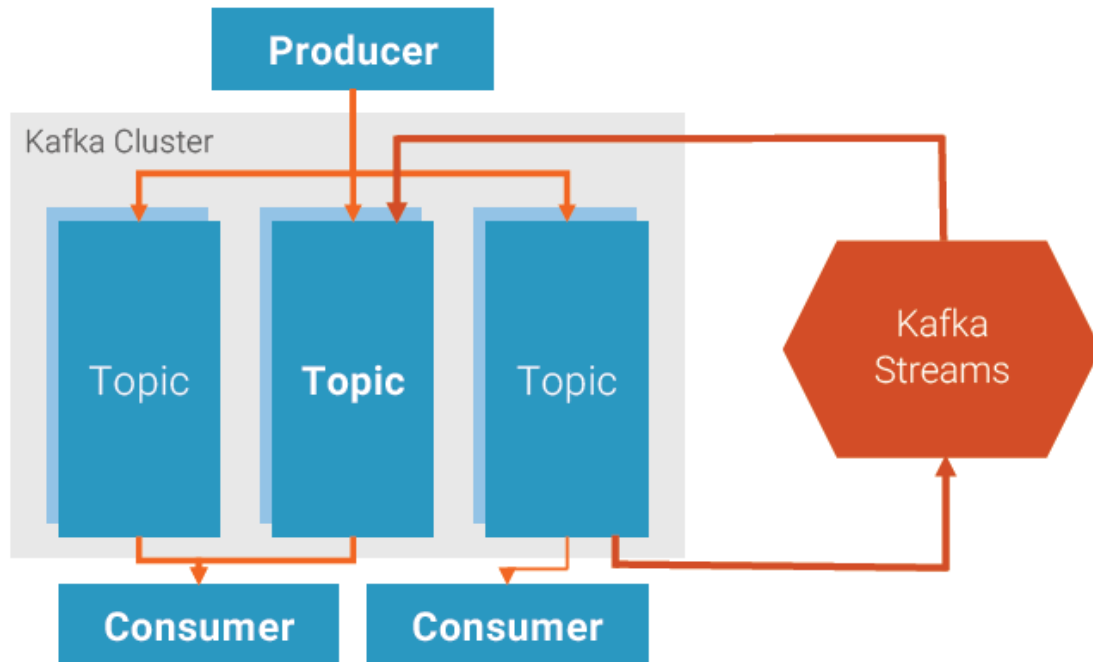 Producer
Kafka Cluster
Topic
Topic
Topic
Kafka
Streams
Consumer
Consumer